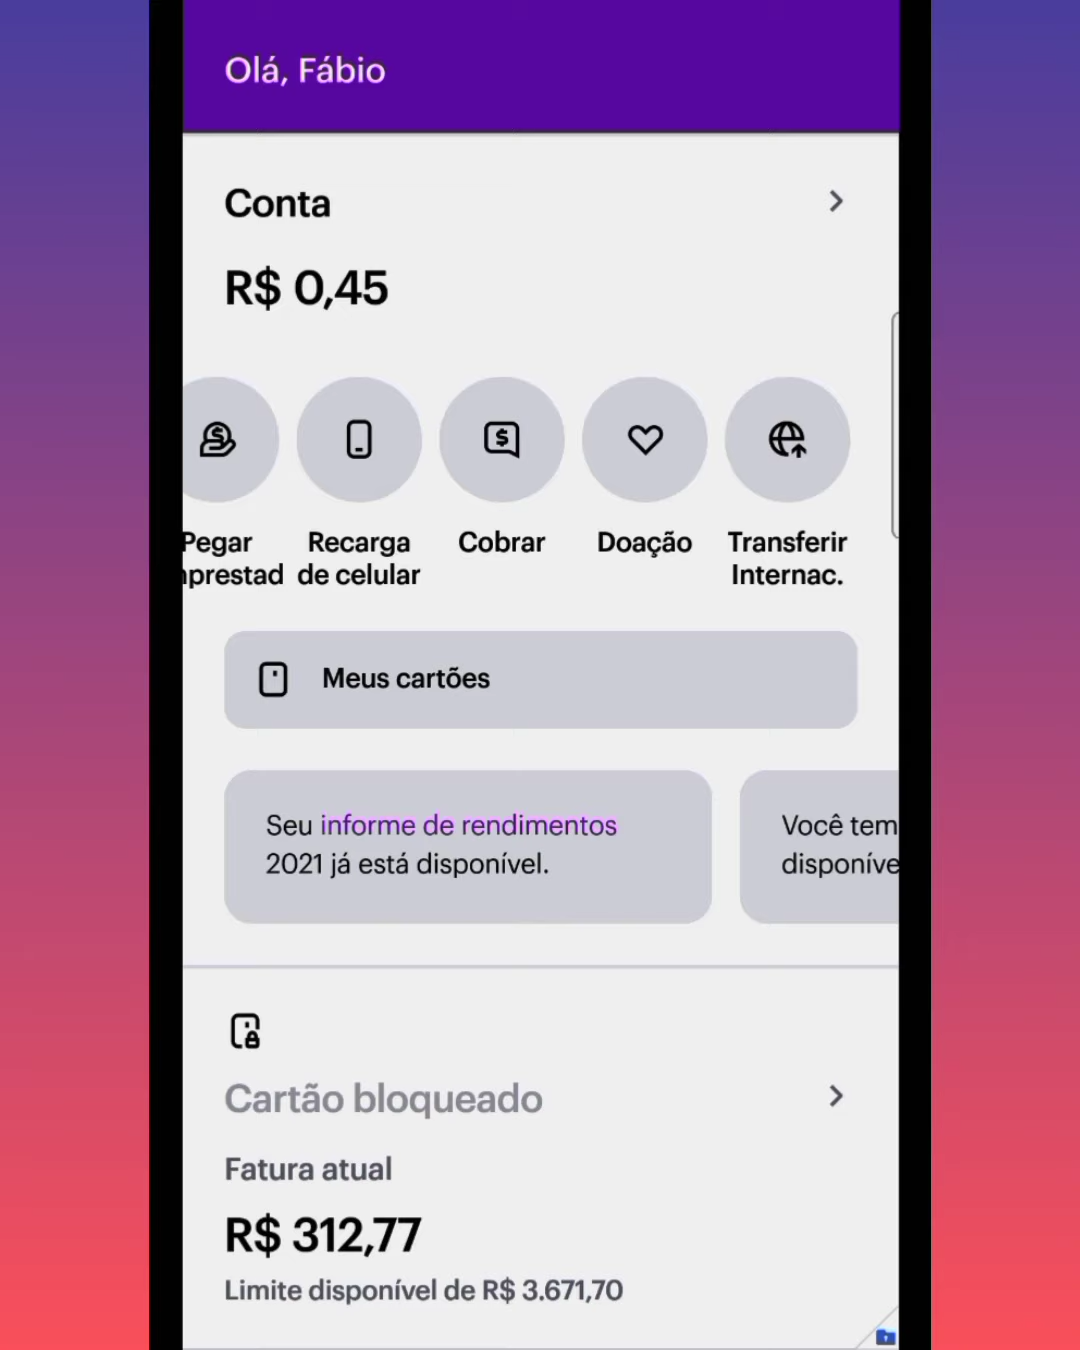 Olá, Fábio
Conta
R$ 0,45
Pegar
Recarga
de celular
Cobrar
Doação
Transferir
Internac.
Meus cartões
Seu informe de rendimentos
2021 já está disponível.
Você tem
Cartão bloqueado
Fatura atual
R$ 312,77
Limite disponível de R$ 3.671,70